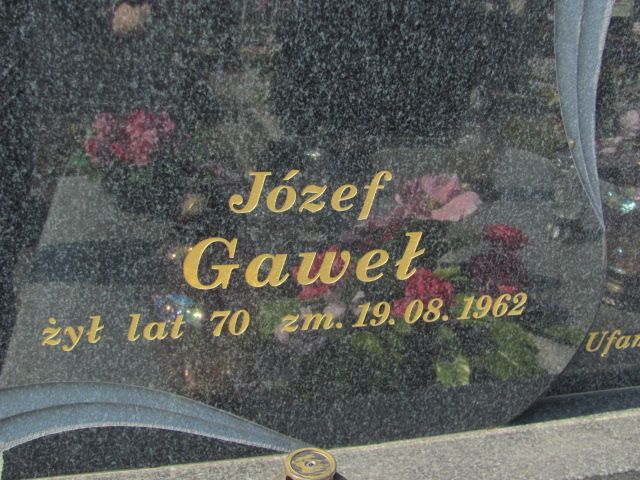 Józef
Gaweł
żył lat 70 zm. 19.08.1962